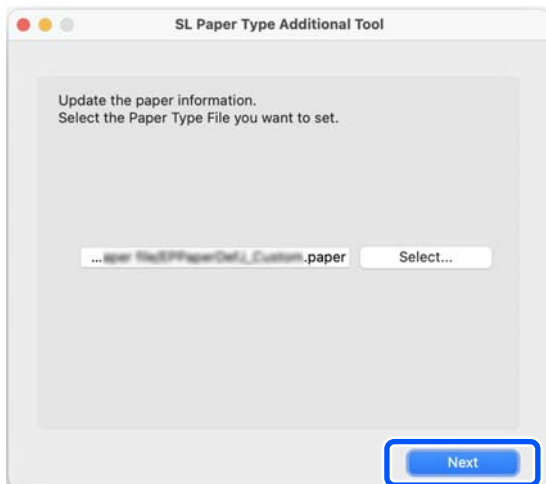 SL Paper Type Additional Tool
Update the paper information.
Select the Paper Type File you want to set.
... .paper
Select...
Next